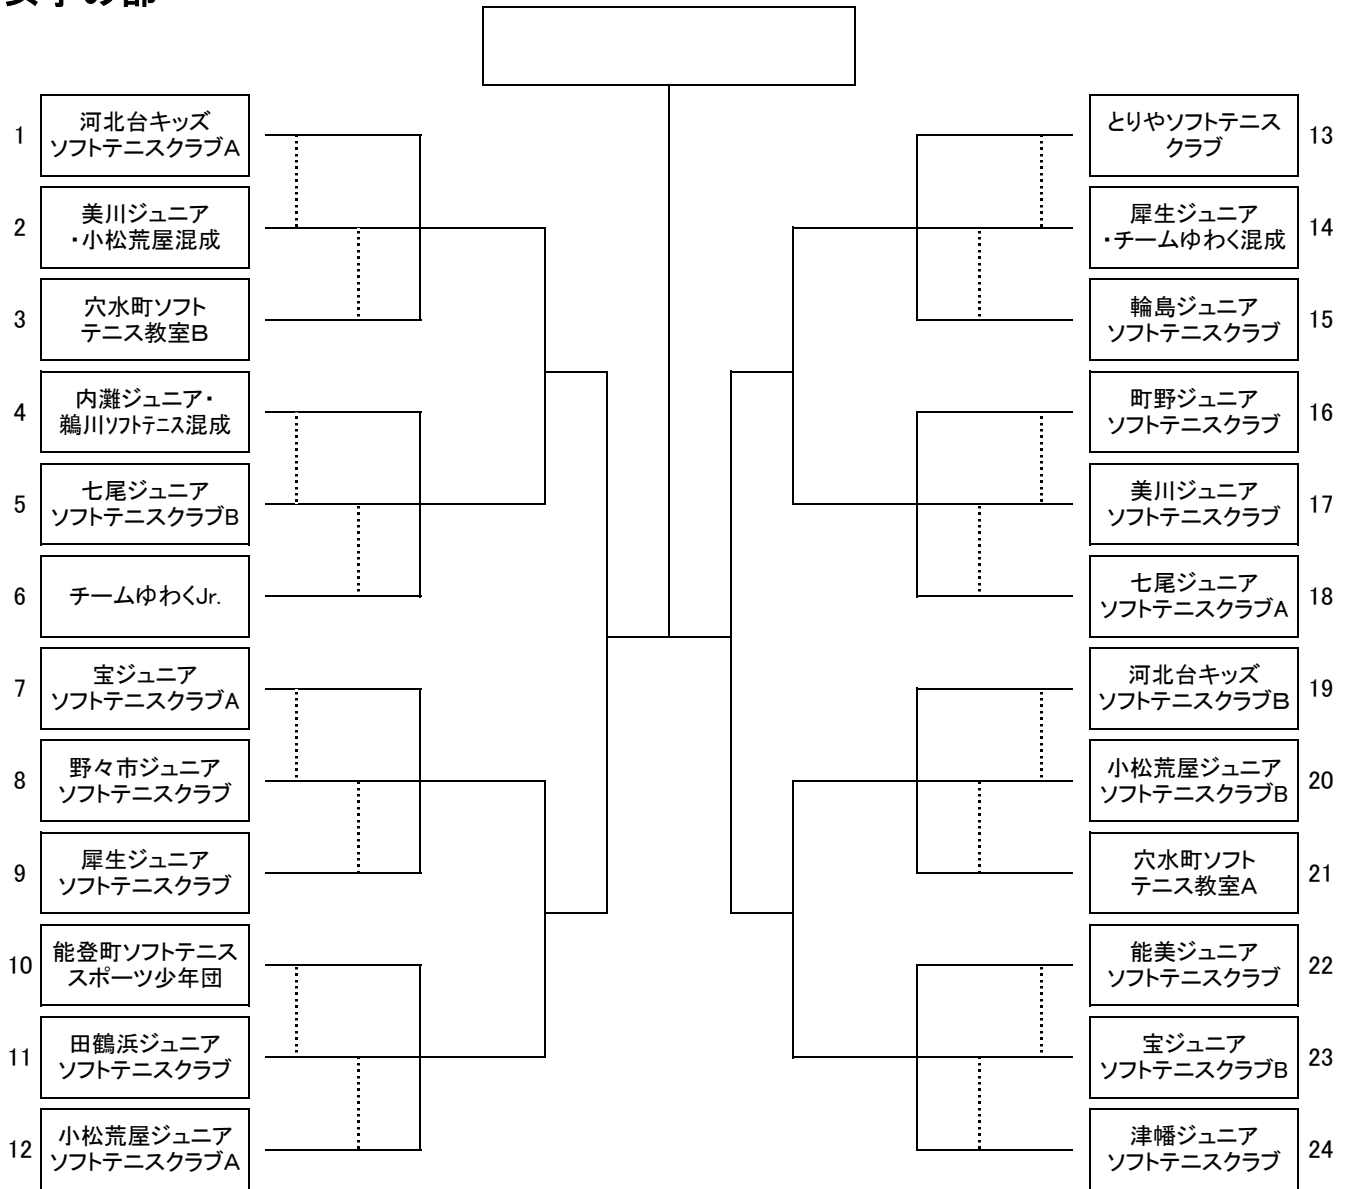 1
河北台キッズ
ソフトテニスクラブA
2
美川ジュニア
・小松荒屋混成
3
穴水町ソフト
テニス教室B
4
内灘ジュニア・
鵜川ソフトテニス混成
5
七尾ジュニア
ソフトテニスクラブB
6
チームゆわくJr.
7
宝ジュニア
ソフトテニスクラブA
8
野々市ジュニア
ソフトテニスクラブ
9
犀生ジュニア
ソフトテニスクラブ
10
能登町ソフトテニス
スポーツ少年団
11
田鶴浜ジュニア
ソフトテニスクラブ
12
小松荒屋ジュニア
ソフトテニスクラブA
とりやソフトテニス
クラブ
13
犀生ジュニア
・チームゆわく混成
14
輪島ジュニア
ソフトテニスクラブ
15
町野ジュニア
ソフトテニスクラブ
16
美川ジュニア
ソフトテニスクラブ
17
七尾ジュニア
ソフトテニスクラブA
18
河北台キッズ
ソフトテニスクラブB
19
小松荒屋ジュニア
ソフトテニスクラブB
20
穴水町ソフト
テニス教室A
21
能美ジュニア
ソフトテニスクラブ
22
宝ジュニア
ソフトテニスクラブB
23
津幡ジュニア
ソフトテニスクラブ
24